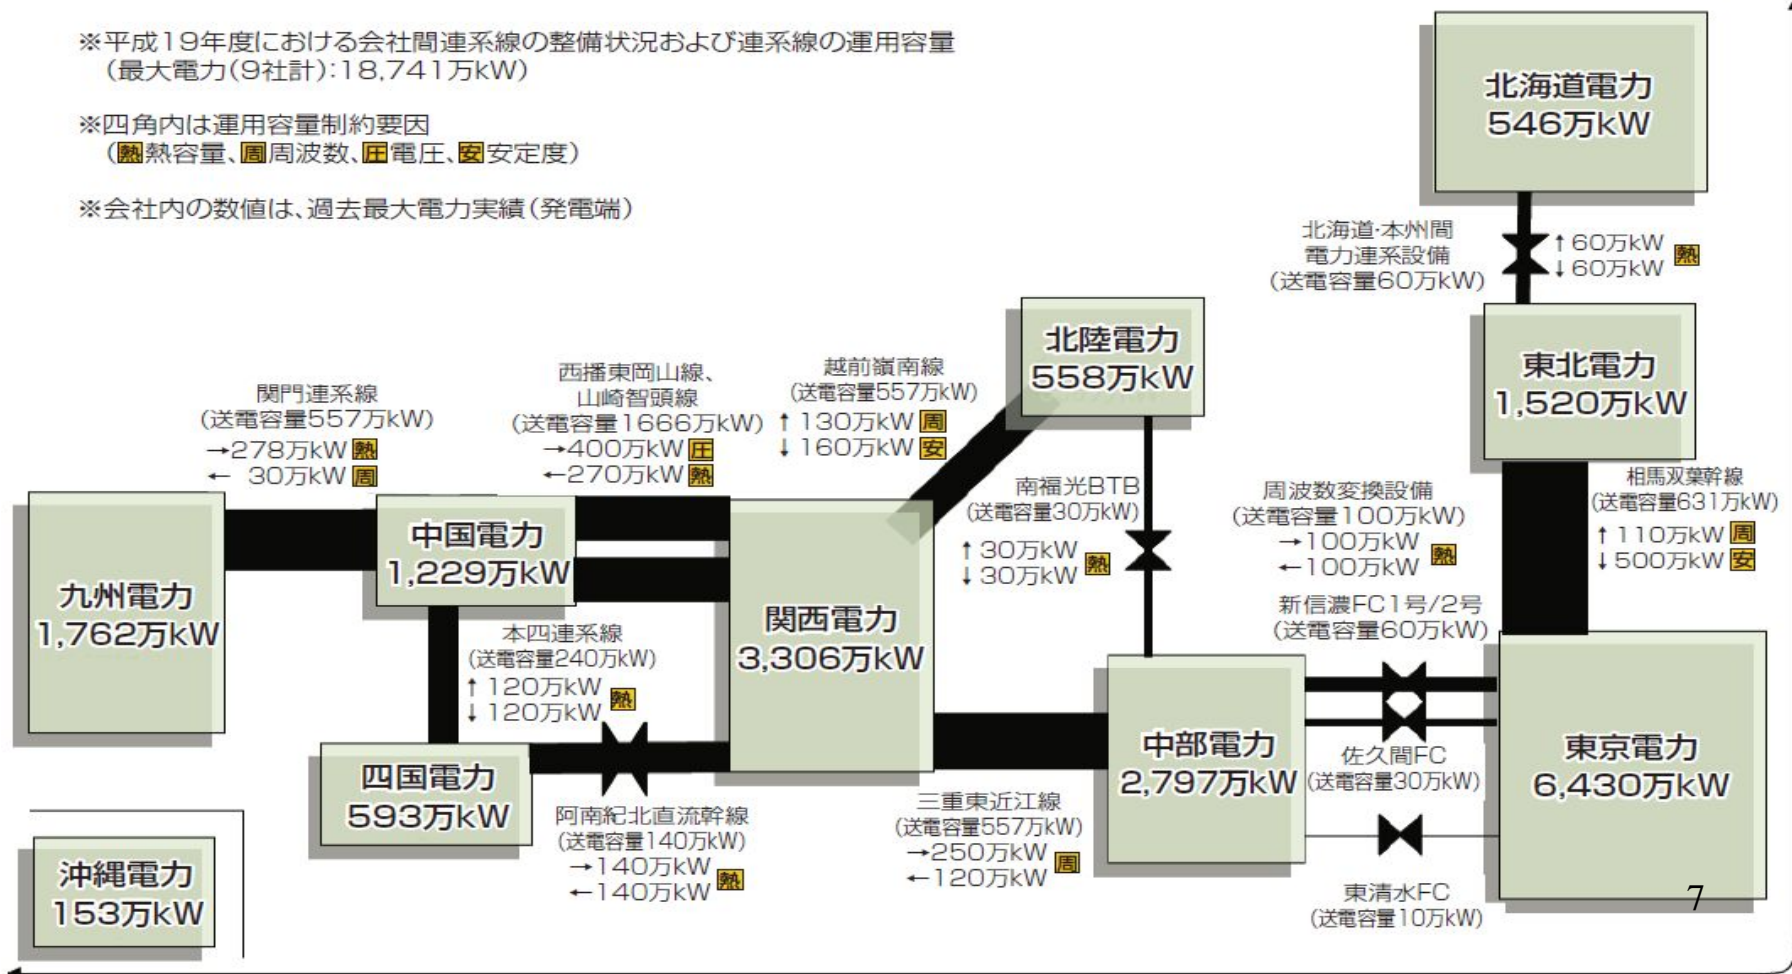 ※平成19年度における会社間連系線の整備状況および連系線の運用容量
(最大電力(9社計):18,741万kW)
※四角内は運用容量制約要因
(熱熱容量、周周波数、圧電圧、安安定度)
※会社内の数値は、過去最大電力実績(発電端)
北海道電力
546万kW
北海道・本州間
電力連系設備
(送電容量60万kW)
↑60万kW 熱
↓60万kW
東北電力
1,520万kW
北陸電力
558万kW
関門連系線
(送電容量557万kW)
→278万kW 熱
← 30万kW 周
西播東岡山線、
山崎智頭線
(送電容量1666万kW)
→400万kW 圧
←270万kW 熱
越前嶺南線
(送電容量557万kW)
↑130万kW 周
↓160万kW 安
南福光BTB
(送電容量30万kW)
↑30万kW 熱
↓30万kW
周波数変換設備
(送電容量100万kW)
→100万kW 熱
←100万kW
新信濃FC1号/2号
(送電容量60万kW)
相馬双葉幹線
(送電容量631万kW)
↑110万kW 周
↓500万kW 安
九州電力
1,762万kW
中国電力
1,229万kW
関西電力
3,306万kW
本四連系線
(送電容量240万kW)
↑120万kW 熱
↓120万kW
四国電力
593万kW
阿南紀北直流幹線
(送電容量140万kW)
→140万kW 熱
←140万kW
三重東近江線
(送電容量557万kW)
→250万kW 周
←120万kW
中部電力
2,797万kW
佐久間FC
(送電容量30万kW)
東清水FC
(送電容量10万kW)
東京電力
6,430万kW
沖縄電力
153万kW
7